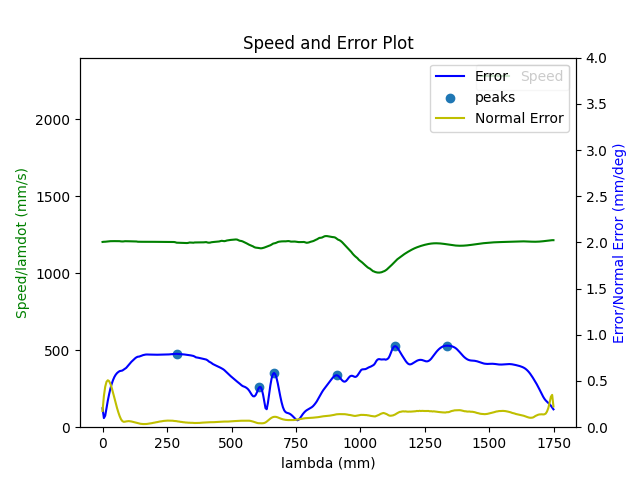 Speed and Error Plot
Speed/lamdot (mm/s)
2000
1500
1000
500
0
4.0
3.5
3.0
2.5
2.0
1.5
1.0
0.5
0.0
Error/Normal Error (mm/deg)
Speed
Error
peaks
Normal Error
0 250 500 750 1000 1250 1500 1750
lambda (mm)